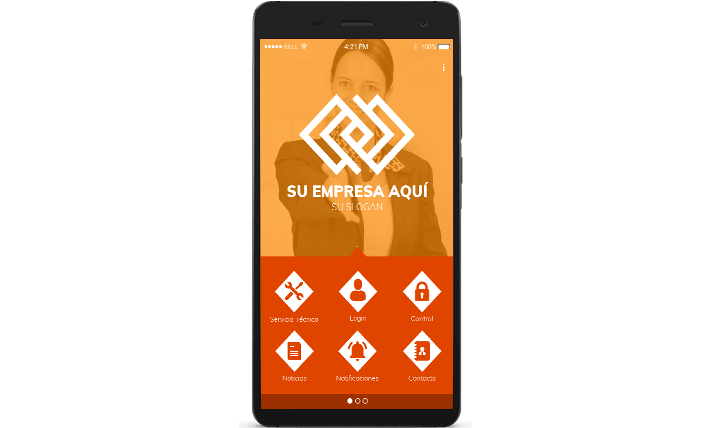 BELL 4:21 PM 100%
i
SU EMPRESA AQUÍ
SU SLOGAN
Servicio Técnico Login Control
Noticias Notificaciones Contacto